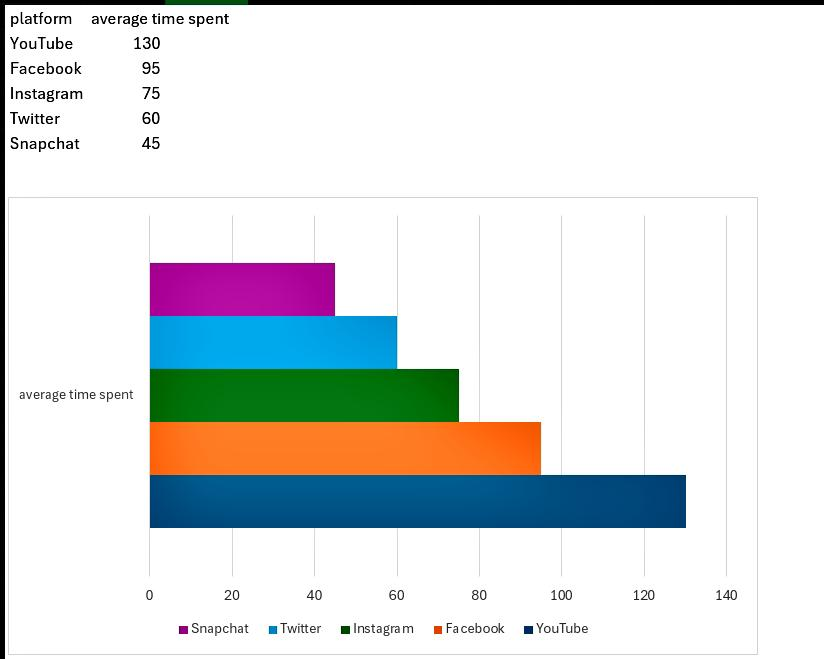 platform average time spent
YouTube 130
Facebook 95
Instagram 75
Twitter 60
Snapchat 45
average time spent
0 20 40 60 80 100 120 140
Snapchat Twitter Instagram Facebook YouTube